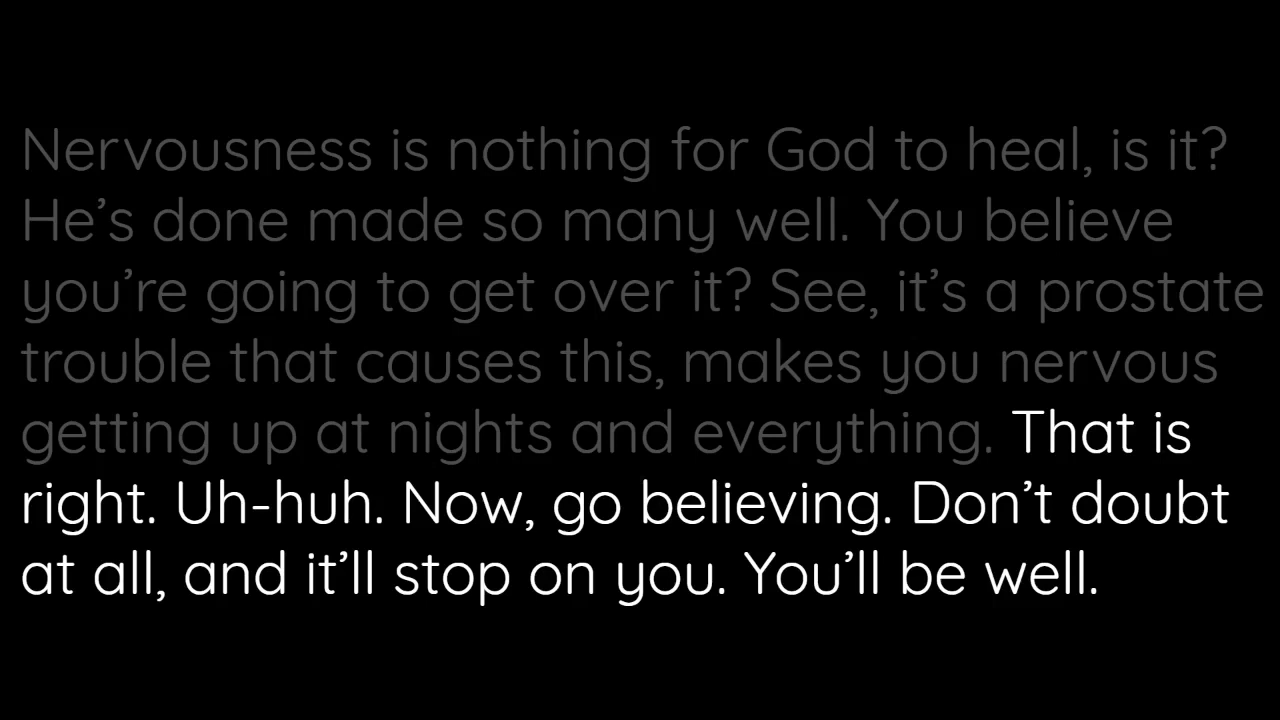 Nervousness is nothing for God to heal, is it?
He’s done made so many well. You believe
you’re going to get over it? See, it’s a prostate
trouble that causes this, makes you nervous
getting up at nights and everything. That is
right. Uh-huh. Now, go believing. Don’t doubt
at all, and it’ll stop on you. You’ll be well.